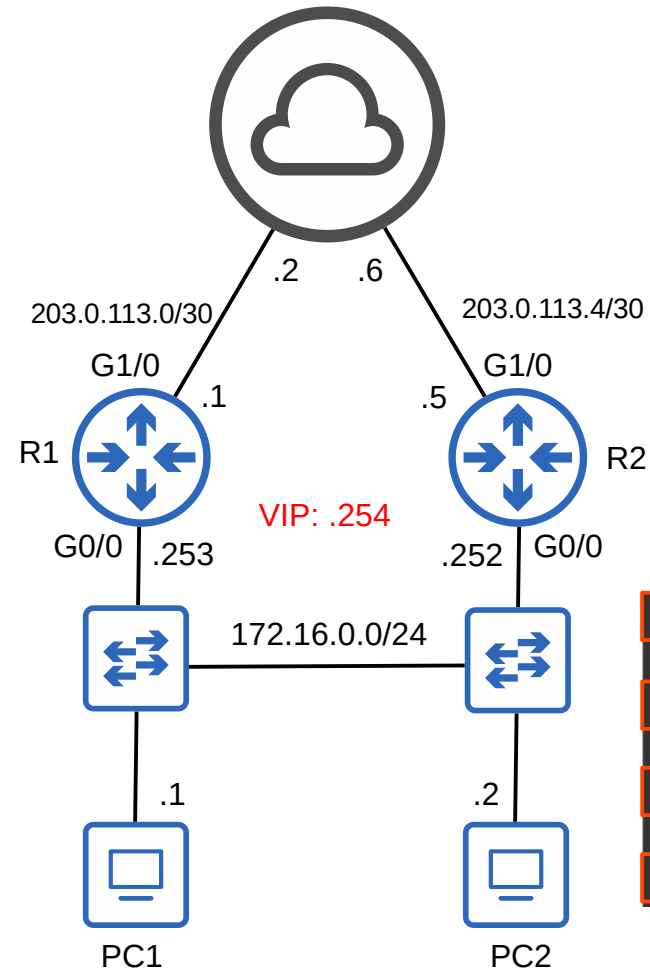 .2
.6
203.0.113.0/30
203.0.113.4/30
G1/0
G1/0
.1
.5
R1
R2
VIP: .254
G0/0
.253
.252
G0/0
172.16.0.0/24
.1
.2
PC1
PC2